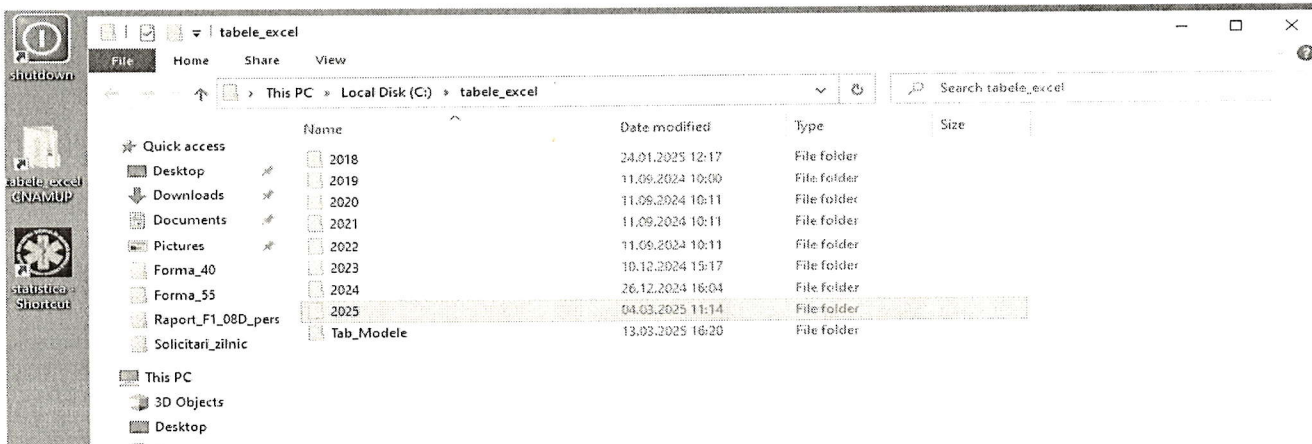 shutdown
tabele_excel
CNAMUP
statistica -
Shortcut
tabele_excel
File Home Share View
This PC » Local Disk (C:) » tabele_excel
Search tabele_excel
Quick access
Desktop
Downloads
Documents
Pictures
Forma_40
Forma_55
Raport_F1_08D_pers
Solicitari_zilnic
This PC
3D Objects
Desktop
Name Date modified Type Size
2018 24.01.2025 12:17 File folder
2019 11.09.2024 10:00 File folder
2020 11.09.2024 10:11 File folder
2021 11.09.2024 10:11 File folder
2022 11.09.2024 10:11 File folder
2023 10.12.2024 15:17 File folder
2024 26.12.2024 16:04 File folder
2025 04.03.2025 11:14 File folder
Tab_Modele 13.03.2025 16:20 File folder